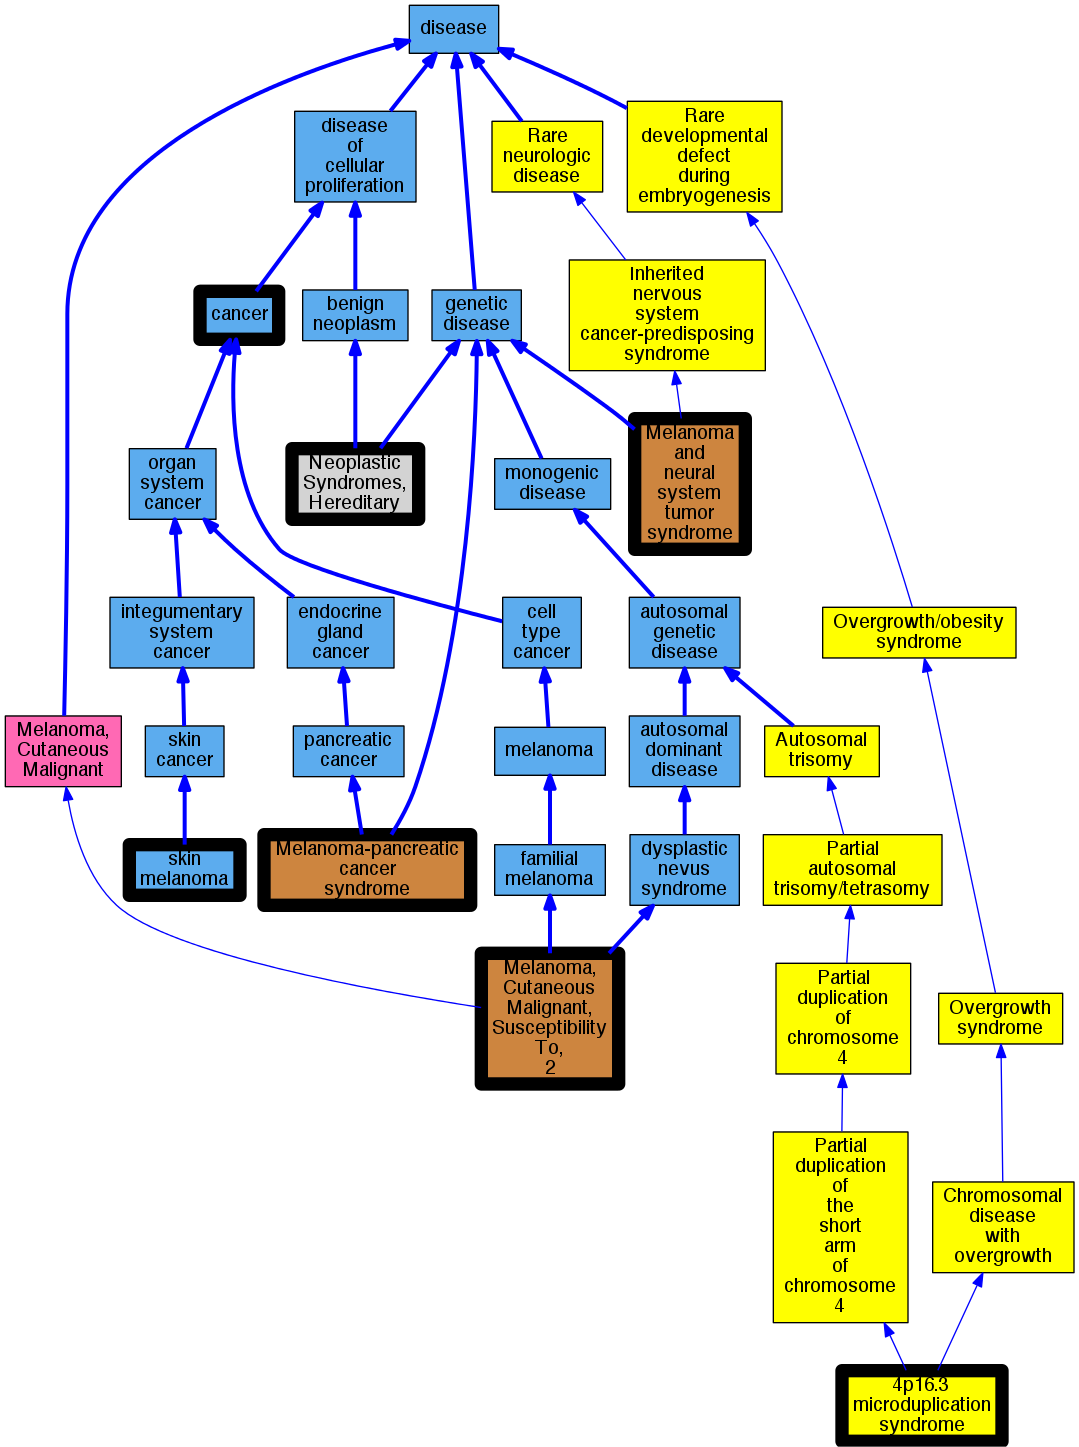 disease
disease
of
cellular
proliferation
Rare
neurologic
disease
Rare
developmental
defect
during
embryogenesis
cancer
benign
neoplasm
genetic
disease
Inherited
nervous
system
cancer-predisposing
syndrome
organ
system
cancer
Neoplastic
Syndromes,
Hereditary
monogenic
disease
Melanoma
and
neural
system
tumor
syndrome
integumentary
system
cancer
endocrine
gland
cancer
cell
type
cancer
autosomal
genetic
disease
Overgrowth/obesity
syndrome
Melanoma,
Cutaneous
Malignant
skin
cancer
pancreatic
cancer
melanoma
autosomal
dominant
disease
Autosomal
trisomy
skin
melanoma
Melanoma-pancreatic
cancer
syndrome
familial
melanoma
dysplastic
nevus
syndrome
Partial
autosomal
trisomy/tetrasomy
Melanoma,
Cutaneous
Malignant,
Susceptibility
To,
2
Partial
duplication
of
chromosome
4
Overgrowth
syndrome
Partial
duplication
of
the
short
arm
of
chromosome
4
Chromosomal
disease
with
overgrowth
4p16.3
microduplication
syndrome